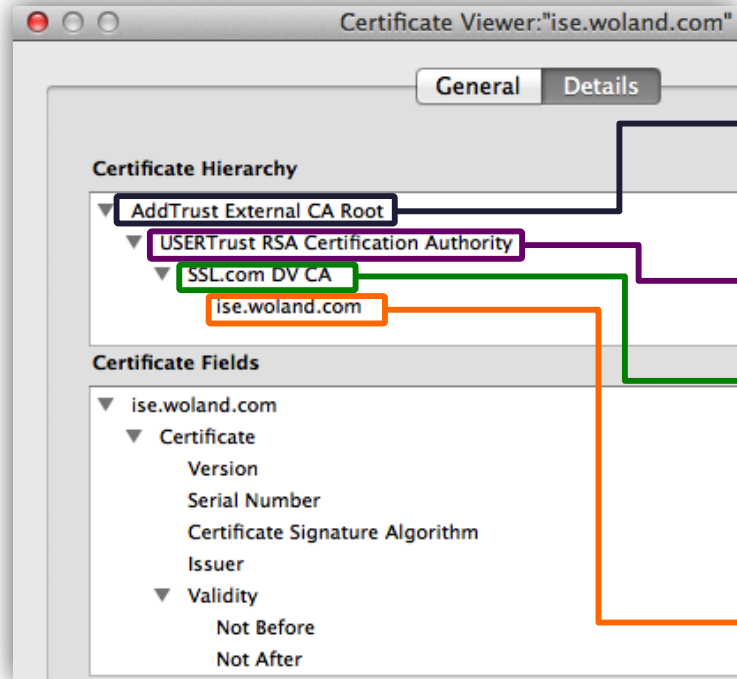 Certificate Viewer:"ise.woland.com"
General Details
Certificate Hierarchy
AddTrust External CA Root
USERTrust RSA Certification Authority
SSL.com DV CA
ise.woland.com
Certificate Fields
ise.woland.com
Certificate
Version
Serial Number
Certificate Signature Algorithm
Issuer
Validity
Not Before
Not After